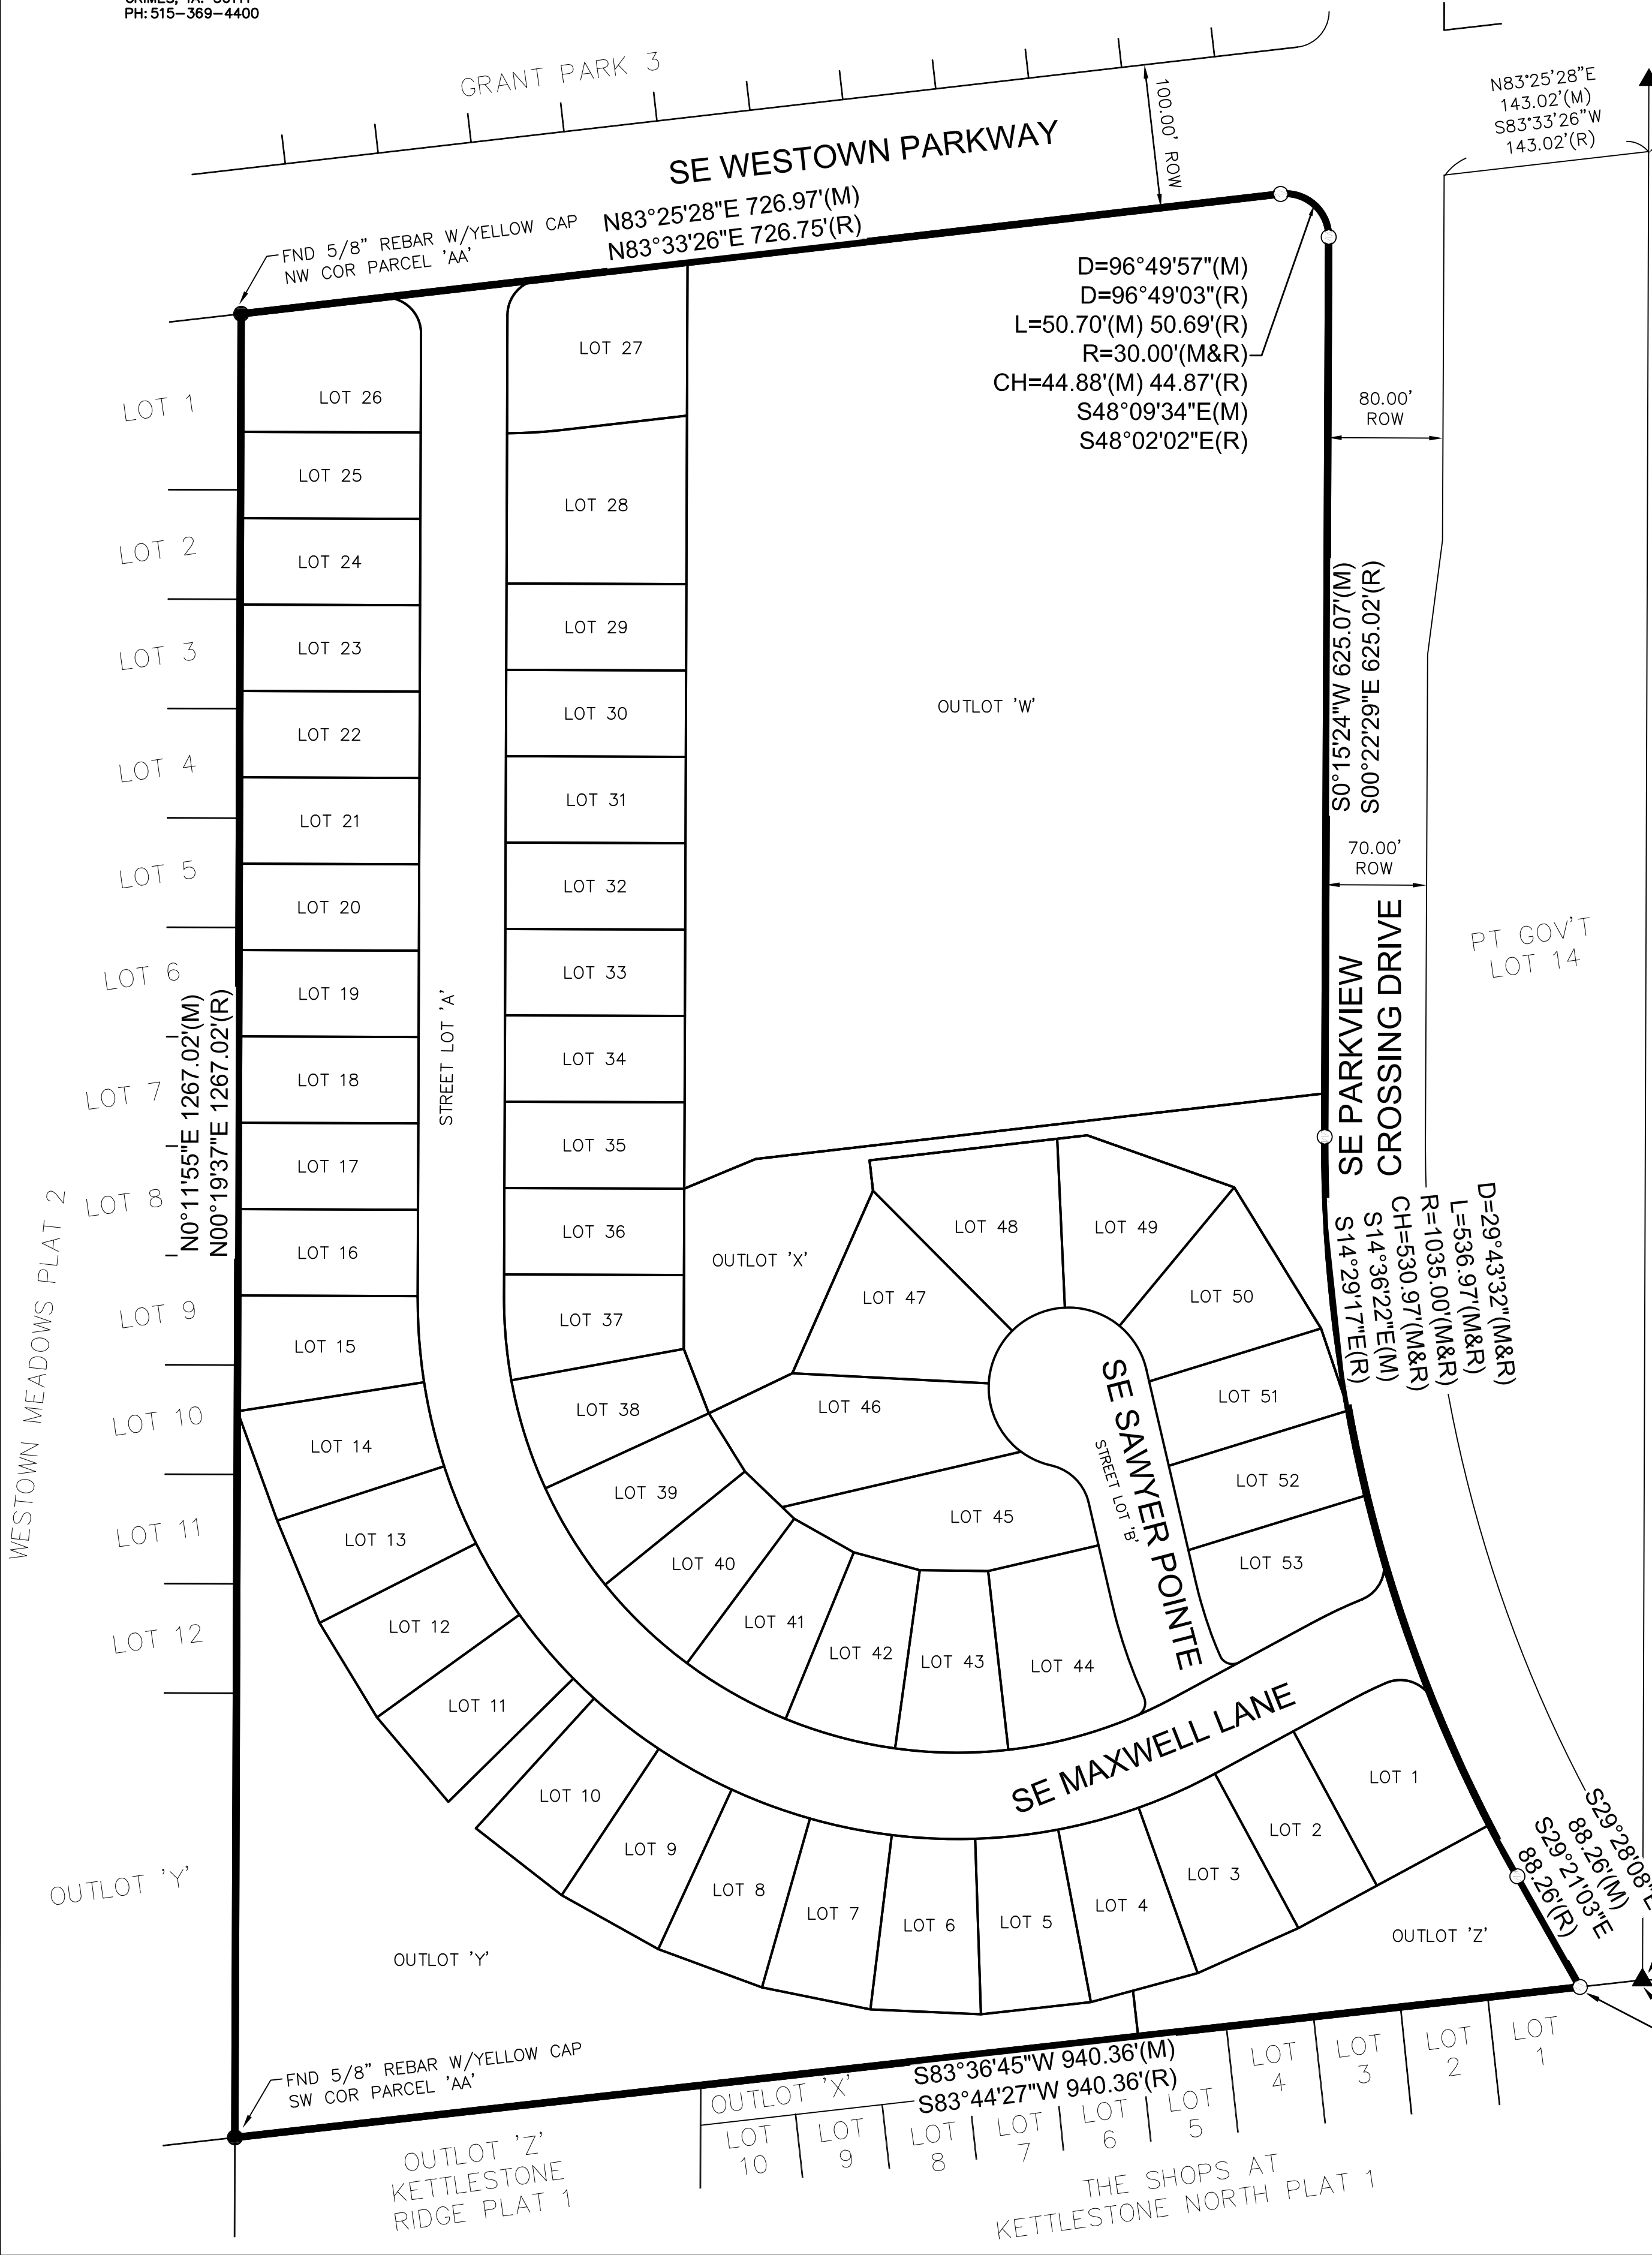 PH: 515-369-4400
GRANT PARK 3
N83°25'28"E
143.02'(M)
S83°33'26"W
143.02'(R)
100.00' ROW
SE WESTOWN PARKWAY
N83°25'28"E 726.97'(M)
N83°33'26"E 726.75'(R)
FND 5/8" REBAR W/YELLOW CAP
NW COR PARCEL 'AA'
D=96°49'57"(M)
D=96°49'03"(R)
L=50.70'(M) 50.69'(R)
R=30.00'(M&R)
CH=44.88'(M) 44.87'(R)
S48°09'34"E(M)
S48°02'02"E(R)
80.00'
ROW
S0°15'24"W 625.07'(M)
S00°22'29"E 625.02'(R)
70.00'
ROW
SE PARKVIEW
CROSSING DRIVE
PT GOV'T
LOT 14
D=29°43'32"(M&R)
L=536.97'(M&R)
R=1035.00'(M&R)
CH=530.97'(M&R)
S14°36'22"E(M)
S14°29'17"E(R)
S29°28'08"E
88.26'(M)
S29°21'03"E
88.26'(R)
WESTOWN MEADOWS PLAT 2
LOT 1
LOT 2
LOT 3
LOT 4
LOT 5
LOT 6
LOT 7
LOT 8
LOT 9
LOT 10
LOT 11
LOT 12
OUTLOT 'Y'
N0°11'55"E 1267.02'(M)
N00°19'37"E 1267.02'(R)
LOT 26
LOT 25
LOT 24
LOT 23
LOT 22
LOT 21
LOT 20
LOT 19
LOT 18
LOT 17
LOT 16
LOT 15
LOT 14
LOT 13
LOT 12
LOT 11
LOT 10
LOT 9
LOT 8
LOT 7
LOT 6
LOT 5
LOT 4
LOT 3
LOT 2
LOT 1
STREET LOT 'A'
LOT 27
LOT 28
LOT 29
LOT 30
LOT 31
LOT 32
LOT 33
LOT 34
LOT 35
LOT 36
LOT 37
LOT 38
LOT 39
LOT 40
LOT 41
LOT 42
LOT 43
LOT 44
LOT 45
LOT 46
LOT 47
LOT 48
LOT 49
LOT 50
LOT 51
LOT 52
LOT 53
OUTLOT 'W'
OUTLOT 'X'
SE SAWYER POINTE
STREET LOT 'B'
SE MAXWELL LANE
OUTLOT 'Y'
OUTLOT 'Z'
FND 5/8" REBAR W/YELLOW CAP
SW COR PARCEL 'AA'
S83°36'45"W 940.36'(M)
S83°44'27"W 940.36'(R)
OUTLOT 'X'
LOT
10
LOT
9
LOT
8
LOT
7
LOT
6
LOT
5
LOT
4
LOT
3
LOT
2
LOT
1
OUTLOT 'Z'
KETTLESTONE
RIDGE PLAT 1
THE SHOPS AT
KETTLESTONE NORTH PLAT 1